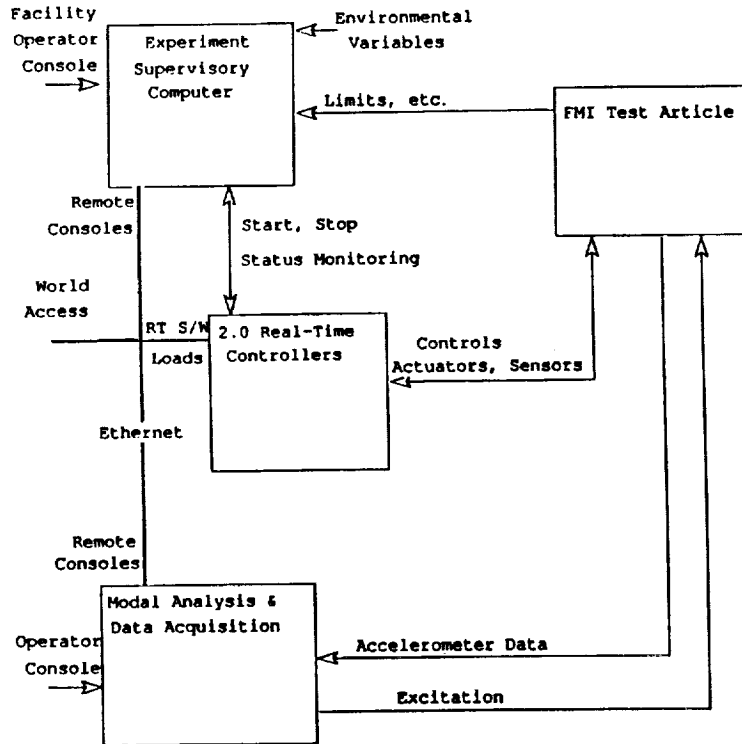 Facility
Operator
Console
Experiment
Supervisory
Computer
Environmental
Variables
Limits, etc.
FMI Test Article
Remote
Consoles
Start, Stop
Status Monitoring
World
Access
RT S/W
Loads
2.0 Real-Time
Controllers
Controls
Actuators, Sensors
Ethernet
Remote
Consoles
Modal Analysis &
Data Acquisition
Operator
Console
Accelerometer Data
Excitation